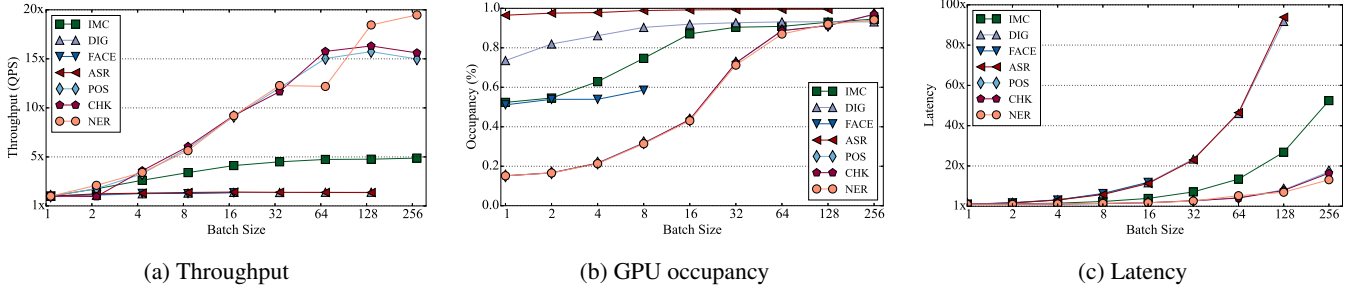 20x
15x
10x
5x
1x
Throughput (QPS)
IMC
DIG
FACE
ASR
POS
CHK
NER
1 2 4 8 16 32 64 128 256
Batch Size
(a) Throughput
1.0
0.8
0.6
0.4
0.2
0.0
Occupancy (%)
IMC
DIG
FACE
ASR
POS
CHK
NER
1 2 4 8 16 32 64 128 256
Batch Size
(b) GPU occupancy
100x
80x
60x
40x
20x
1x
Latency
IMC
DIG
FACE
ASR
POS
CHK
NER
1 2 4 8 16 32 64 128 256
Batch Size
(c) Latency